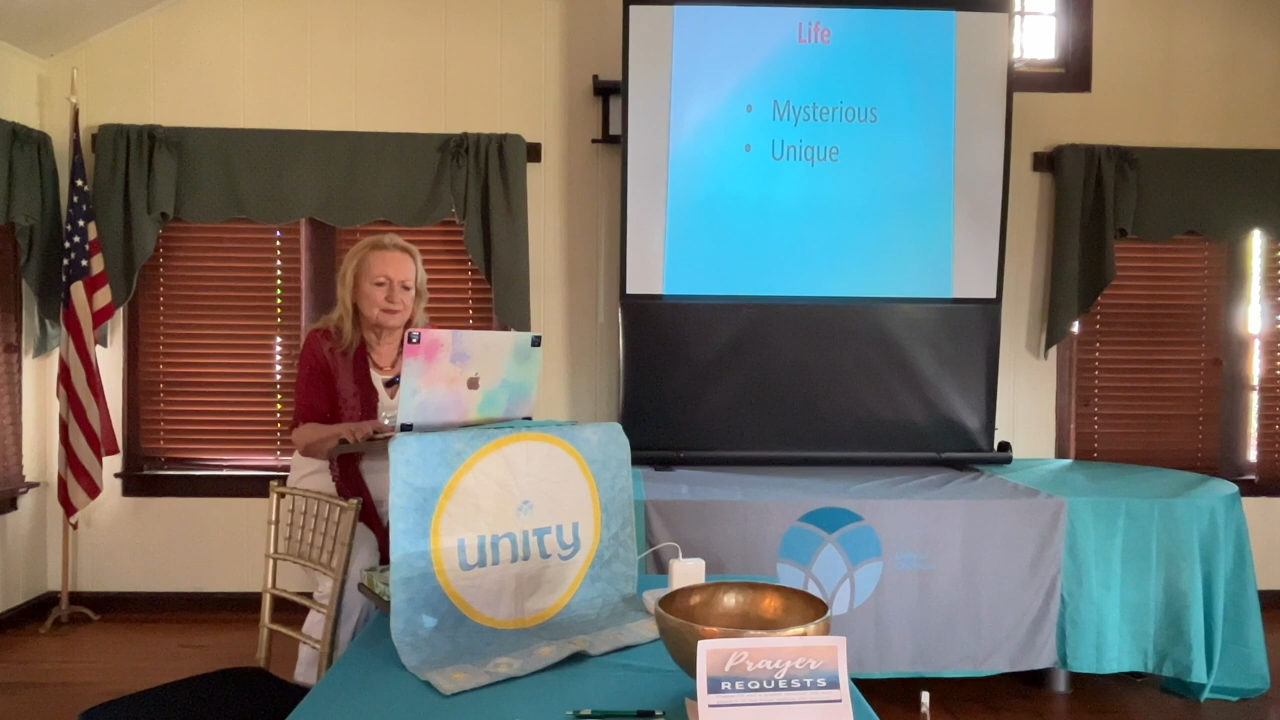 Life
• Mysterious
• Unique
unity
Prayer
REQUESTS